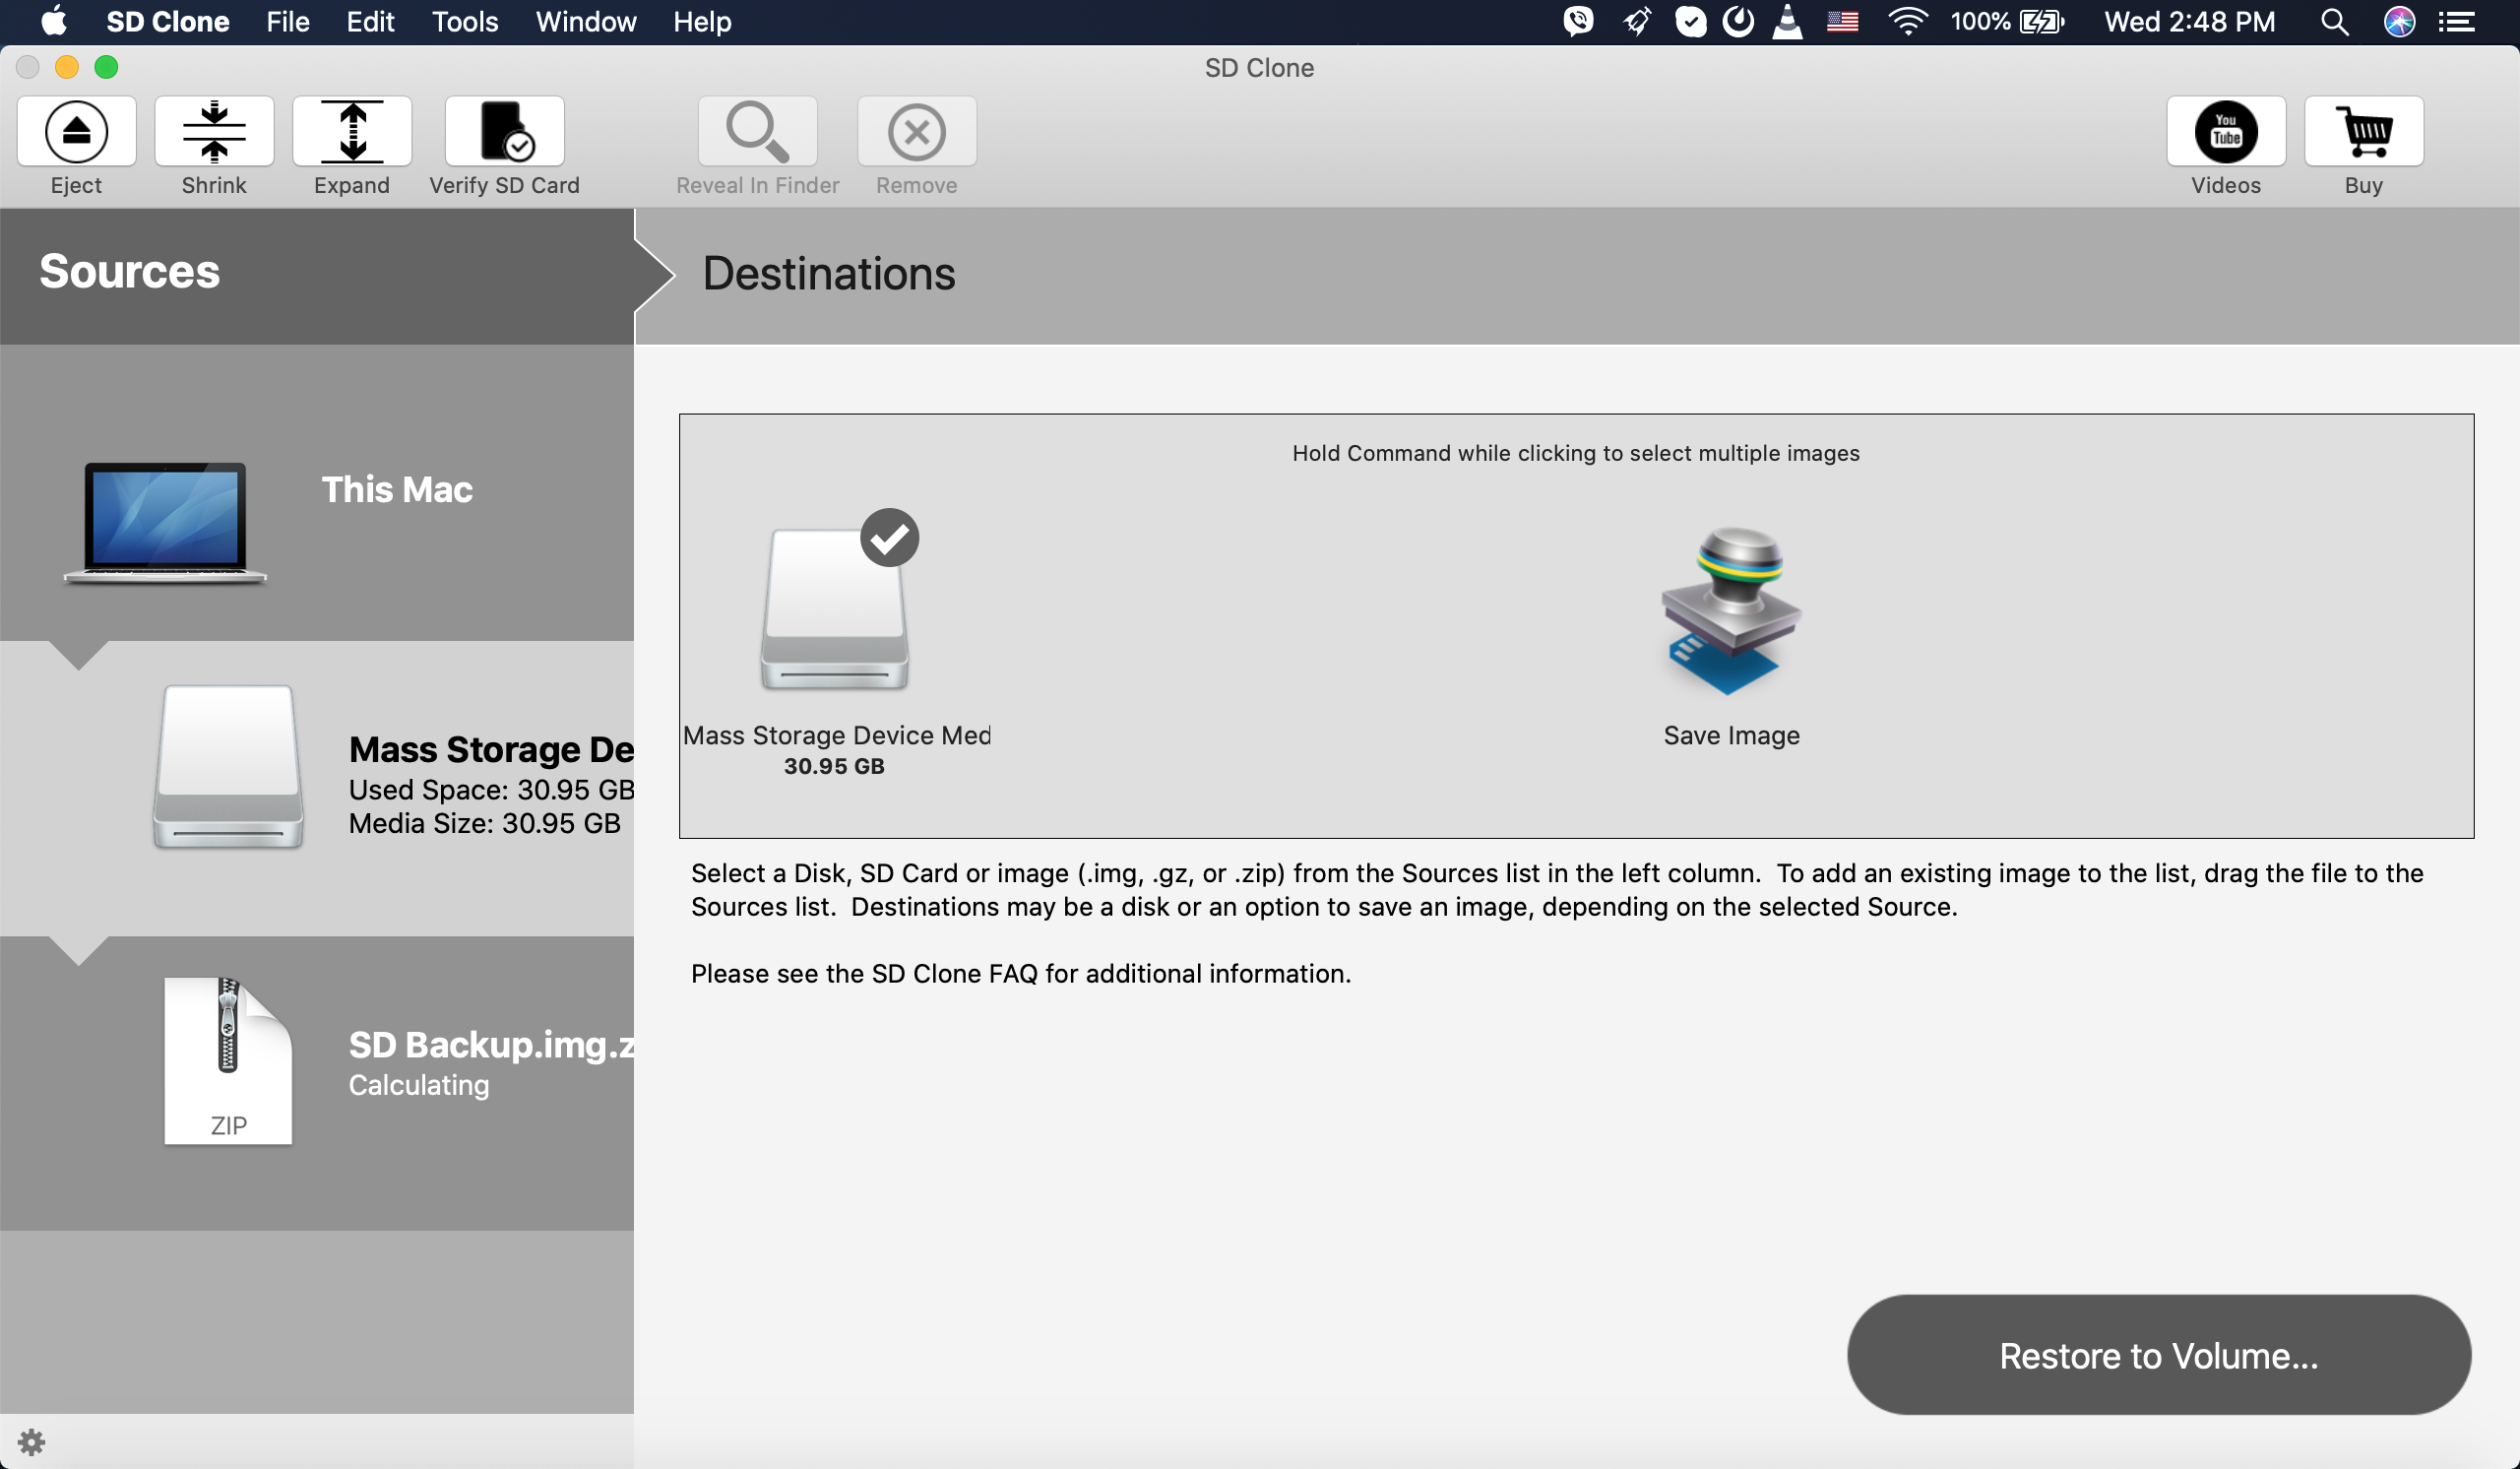 SD Clone File Edit Tools Window Help 100% Wed 2:48 PM
SD Clone
Eject Shrink Expand Verify SD Card Reveal In Finder Remove You Tube Videos Buy
Sources
Destinations
This Mac
Mass Storage De
Used Space: 30.95 GB
Media Size: 30.95 GB
SD Backup.img.z
Calculating
ZIP
Hold Command while clicking to select multiple images
Mass Storage Device Med
30.95 GB
Save Image
Select a Disk, SD Card or image (.img, .gz, or .zip) from the Sources list in the left column.  To add an existing image to the list, drag the file to the
Sources list.  Destinations may be a disk or an option to save an image, depending on the selected Source.
Please see the SD Clone FAQ for additional information.
Restore to Volume...